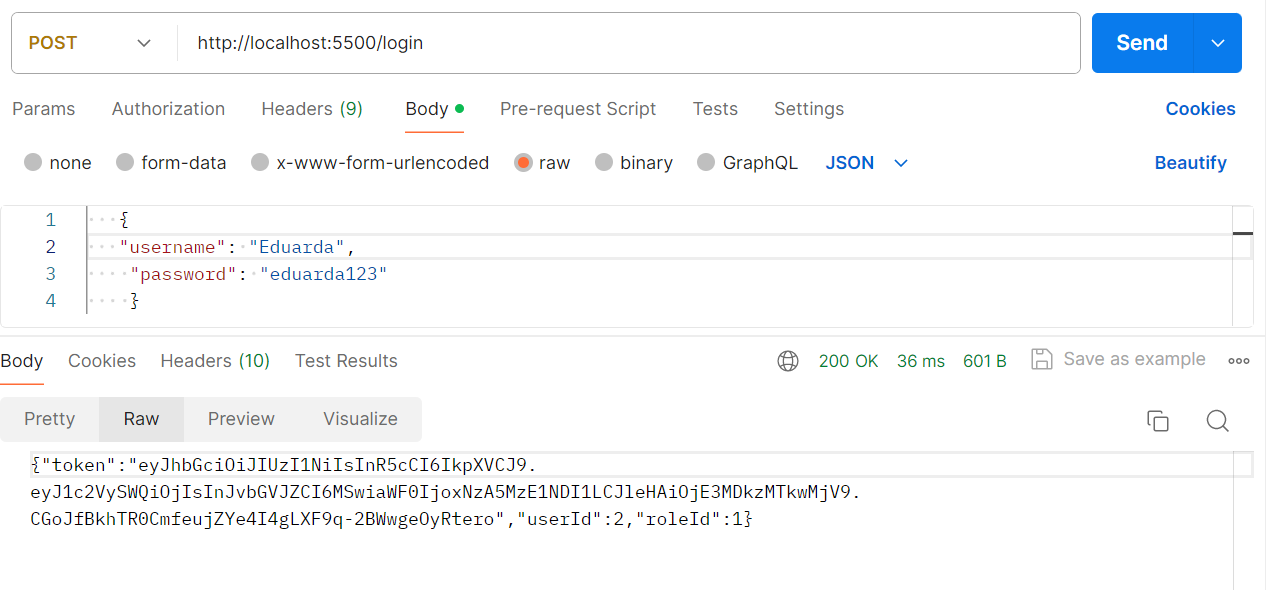 POST http://localhost:5500/login Send
Params Authorization Headers (9) Body Pre-request Script Tests Settings Cookies
none form-data x-www-form-urlencoded raw binary GraphQL JSON Beautify
1 {
2 "username": "Eduarda",
3 "password": "eduarda123"
4 }
Body Cookies Headers (10) Test Results 200 OK 36 ms 601 B Save as example
Pretty Raw Preview Visualize
{"token":"eyJhbGciOiJIUzI1NiIsInR5cCI6IkpXVCJ9.
eyJ1c2VySWQiOjIsInJvbGVJZCI6MSwiaWF0IjoxNzA5MzE1NDI1LCJleHAiOjE3MDkzMTkwMjV9.
CGoJfBkhTR0CmfeujZYe4I4gLXF9q-2BWwgeOyRtero","userId":2,"roleId":1}